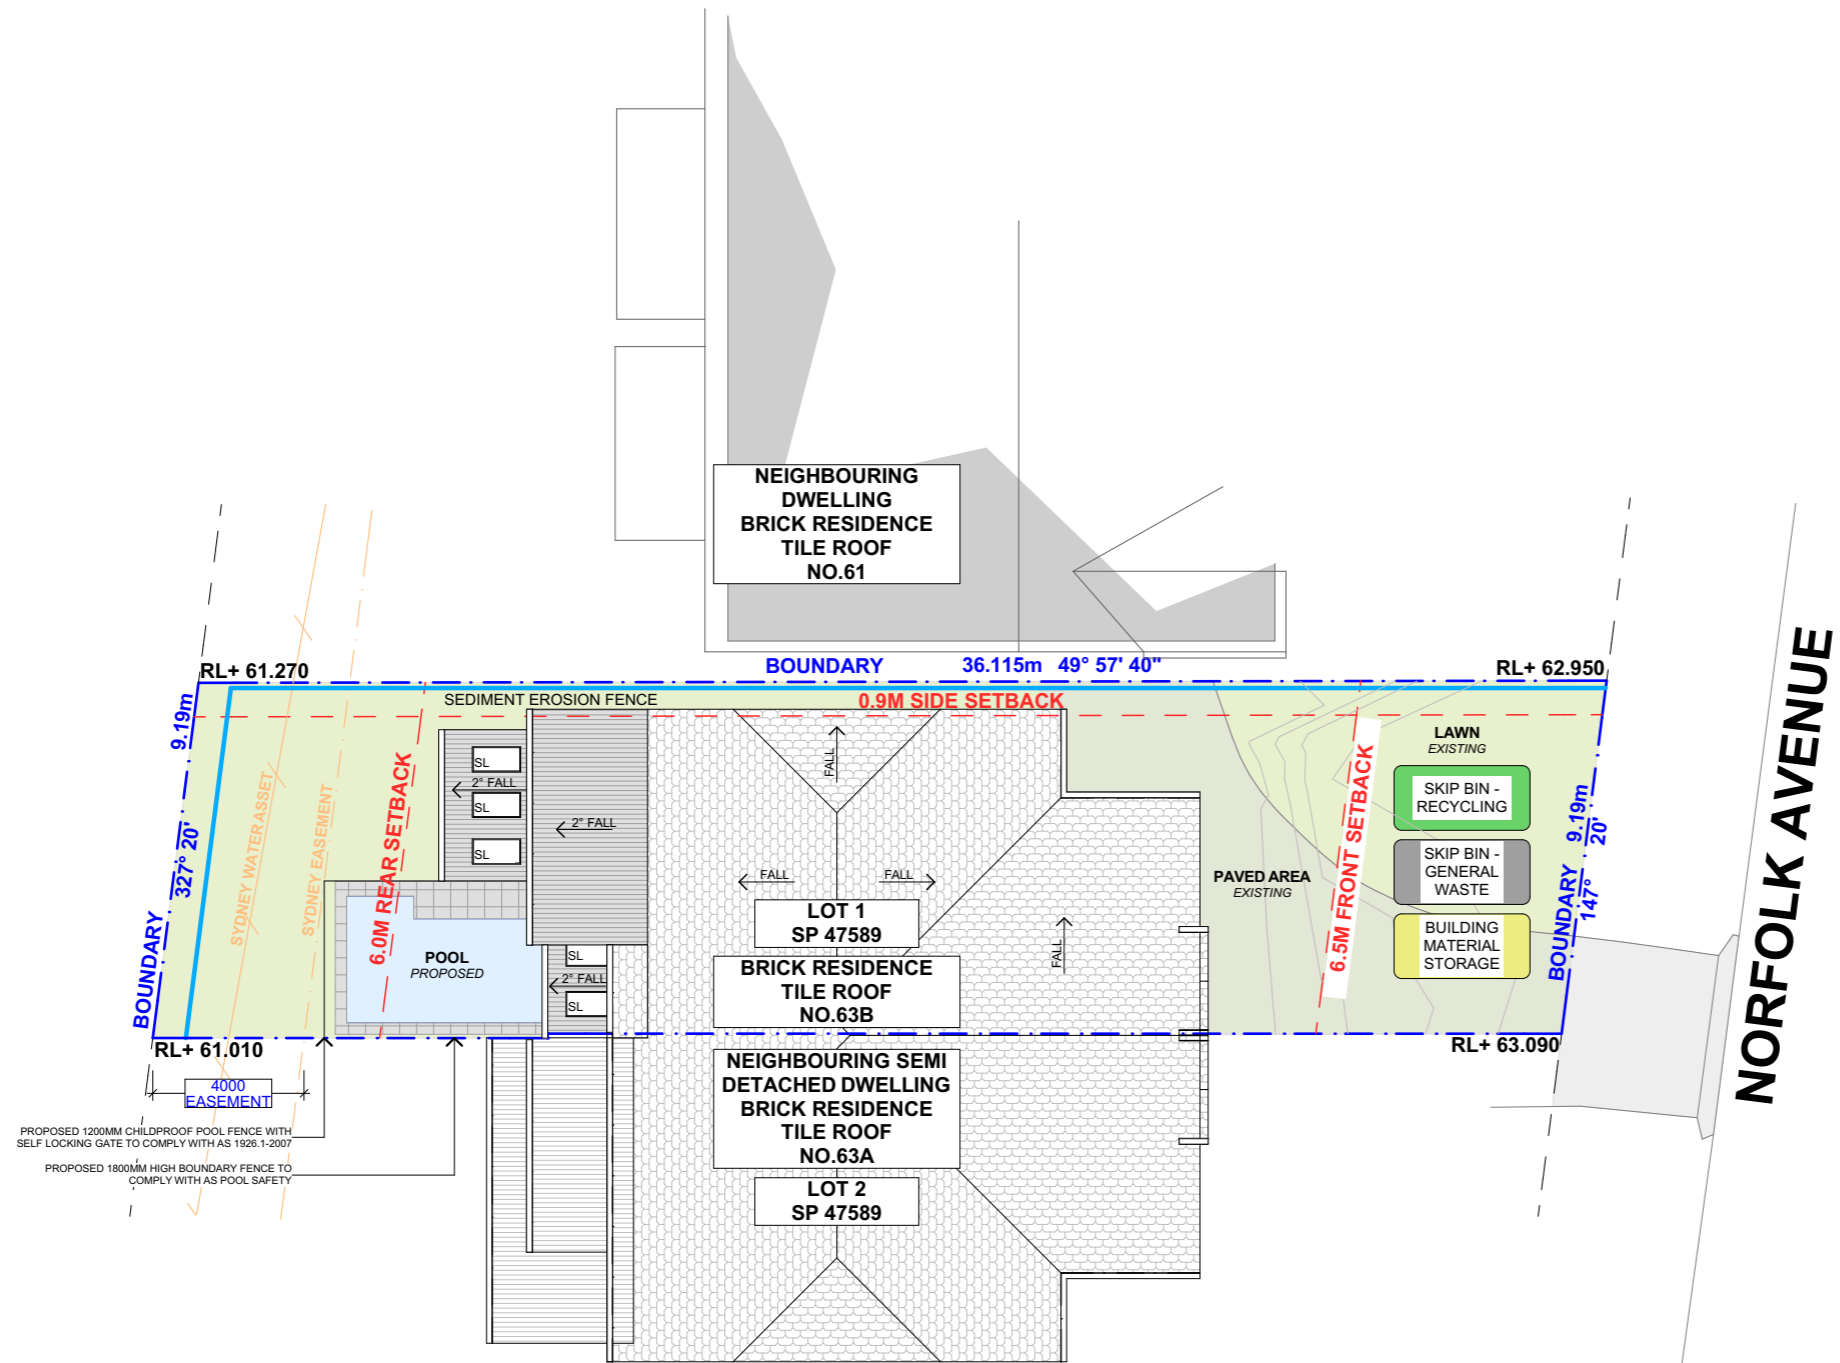 NEIGHBOURING
DWELLING
BRICK RESIDENCE
TILE ROOF
NO.61
BOUNDARY 36.115m 49° 57' 40"
RL+ 61.270
RL+ 62.950
SEDIMENT EROSION FENCE
0.9M SIDE SETBACK
9.19m
327° 20'
BOUNDARY
SYDNEY WATER ASSET
SYDNEY EASEMENT
6.0M REAR SETBACK
SL
2° FALL
SL
SL
2° FALL
FALL
FALL
FALL
FALL
LOT 1
SP 47589
BRICK RESIDENCE
TILE ROOF
NO.63B
POOL
PROPOSED
SL
2° FALL
SL
PAVED AREA
EXISTING
6.5M FRONT SETBACK
LAWN
EXISTING
SKIP BIN -
RECYCLING
SKIP BIN -
GENERAL
WASTE
BUILDING
MATERIAL
STORAGE
BOUNDARY
9.19m
147° 20'
NORFOLK AVENUE
RL+ 61.010
RL+ 63.090
4000
EASEMENT
NEIGHBOURING SEMI
DETACHED DWELLING
BRICK RESIDENCE
TILE ROOF
NO.63A
LOT 2
SP 47589
PROPOSED 1200MM CHILDPROOF POOL FENCE WITH
SELF LOCKING GATE TO COMPLY WITH AS 1926.1-2007
PROPOSED 1800MM HIGH BOUNDARY FENCE TO
COMPLY WITH AS POOL SAFETY